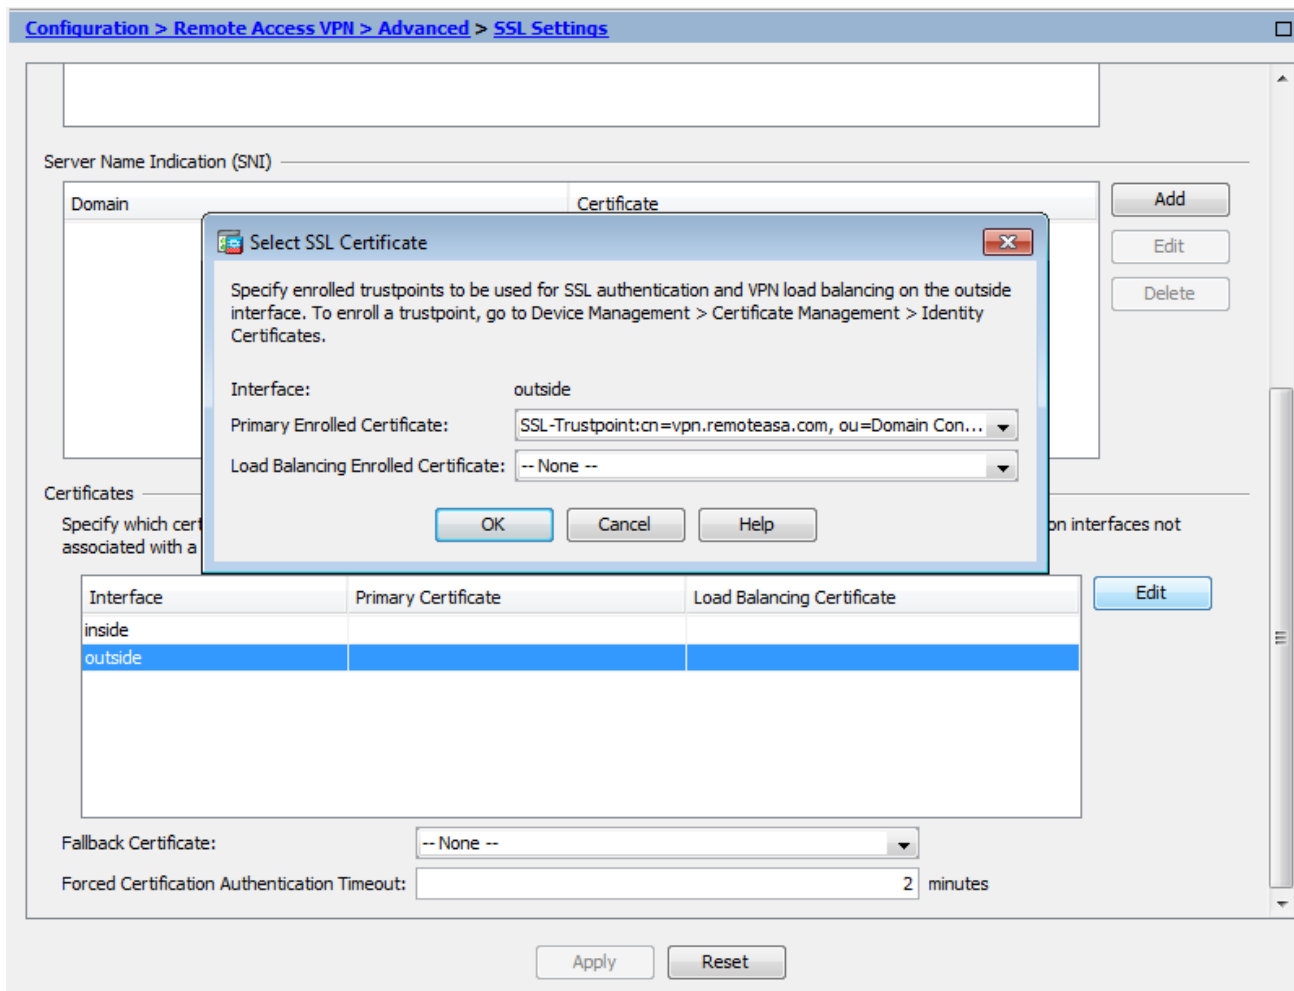 Configuration > Remote Access VPN > Advanced > SSL Settings
Server Name Indication (SNI)
Domain
Certificate
Add
Edit
Delete
Select SSL Certificate
Specify enrolled trustpoints to be used for SSL authentication and VPN load balancing on the outside
interface. To enroll a trustpoint, go to Device Management > Certificate Management > Identity
Certificates.
Interface: outside
Primary Enrolled Certificate: SSL-Trustpoint:cn=vpn.remoteasa.com, ou=Domain Con...
Load Balancing Enrolled Certificate: -- None --
OK Cancel Help
Certificates
Specify which cert
on interfaces not
associated with a
Interface Primary Certificate Load Balancing Certificate
Edit
inside
outside
Fallback Certificate: -- None --
Forced Certification Authentication Timeout: 2 minutes
Apply Reset